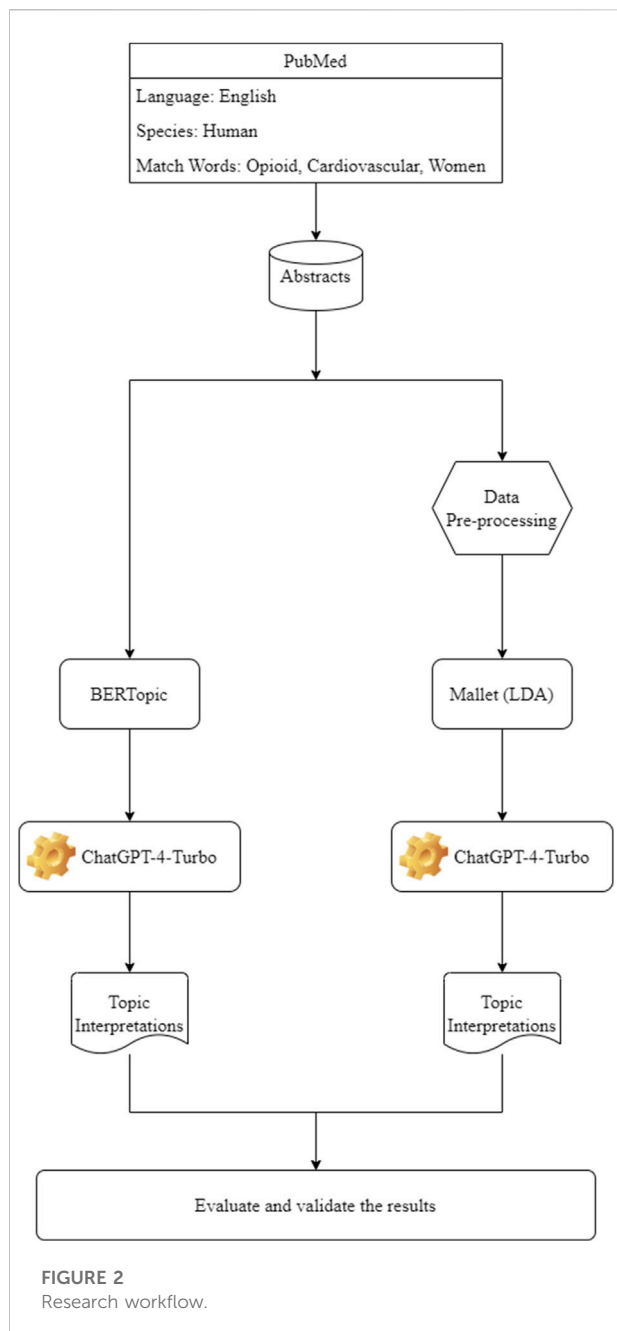 PubMed
Language: English
Species: Human
Match Words: Opioid, Cardiovascular, Women
Abstracts
Data
Pre-processing
BERTopic
Mallet (LDA)
ChatGPT-4-Turbo
ChatGPT-4-Turbo
Topic
Interpretations
Topic
Interpretations
Evaluate and validate the results
FIGURE 2
Research workflow.